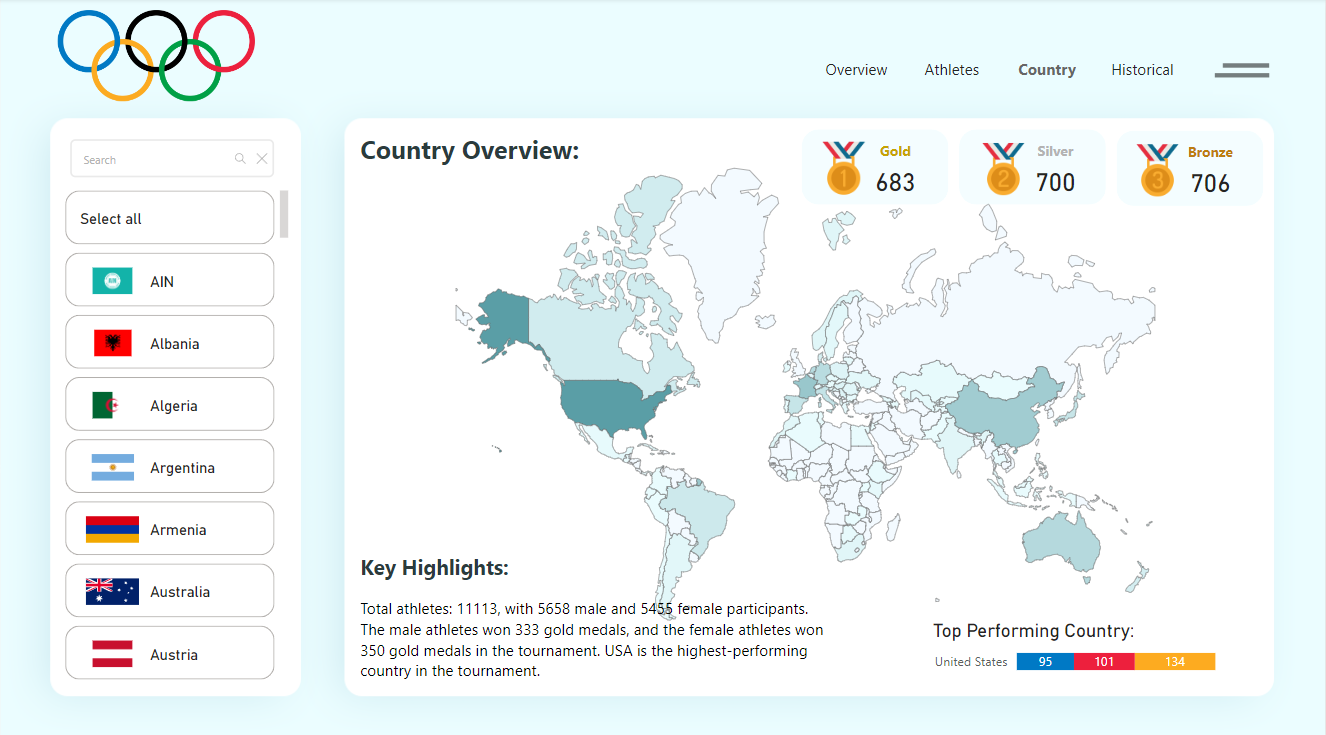 Overview
Athletes
Country
Historical
Search
Select all
AIN
Albania
Algeria
Argentina
Armenia
Australia
Austria
Country Overview:
Gold
1
683
Silver
2
700
Bronze
3
706
Key Highlights:
Total athletes: 11113, with 5658 male and 5455 female participants.
The male athletes won 333 gold medals, and the female athletes won
350 gold medals in the tournament. USA is the highest-performing
country in the tournament.
Top Performing Country:
United States 95 101 134